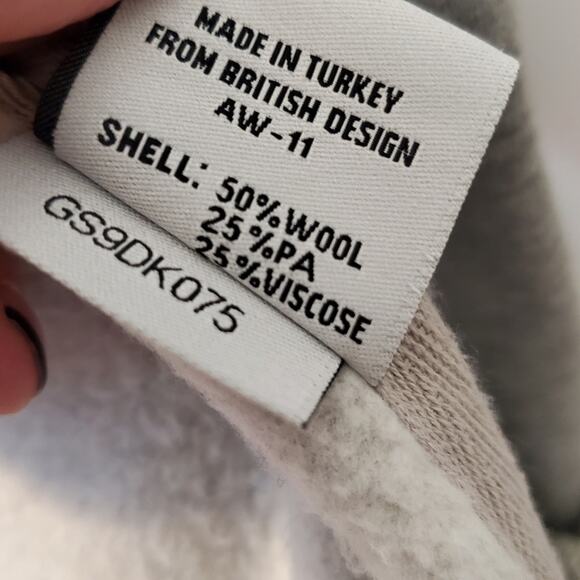 MADE IN TURKEY
FROM BRITISH DESIGN
AW-11
SHELL: 50%WOOL
25%PA
25%VISCOSE
GS9DK075